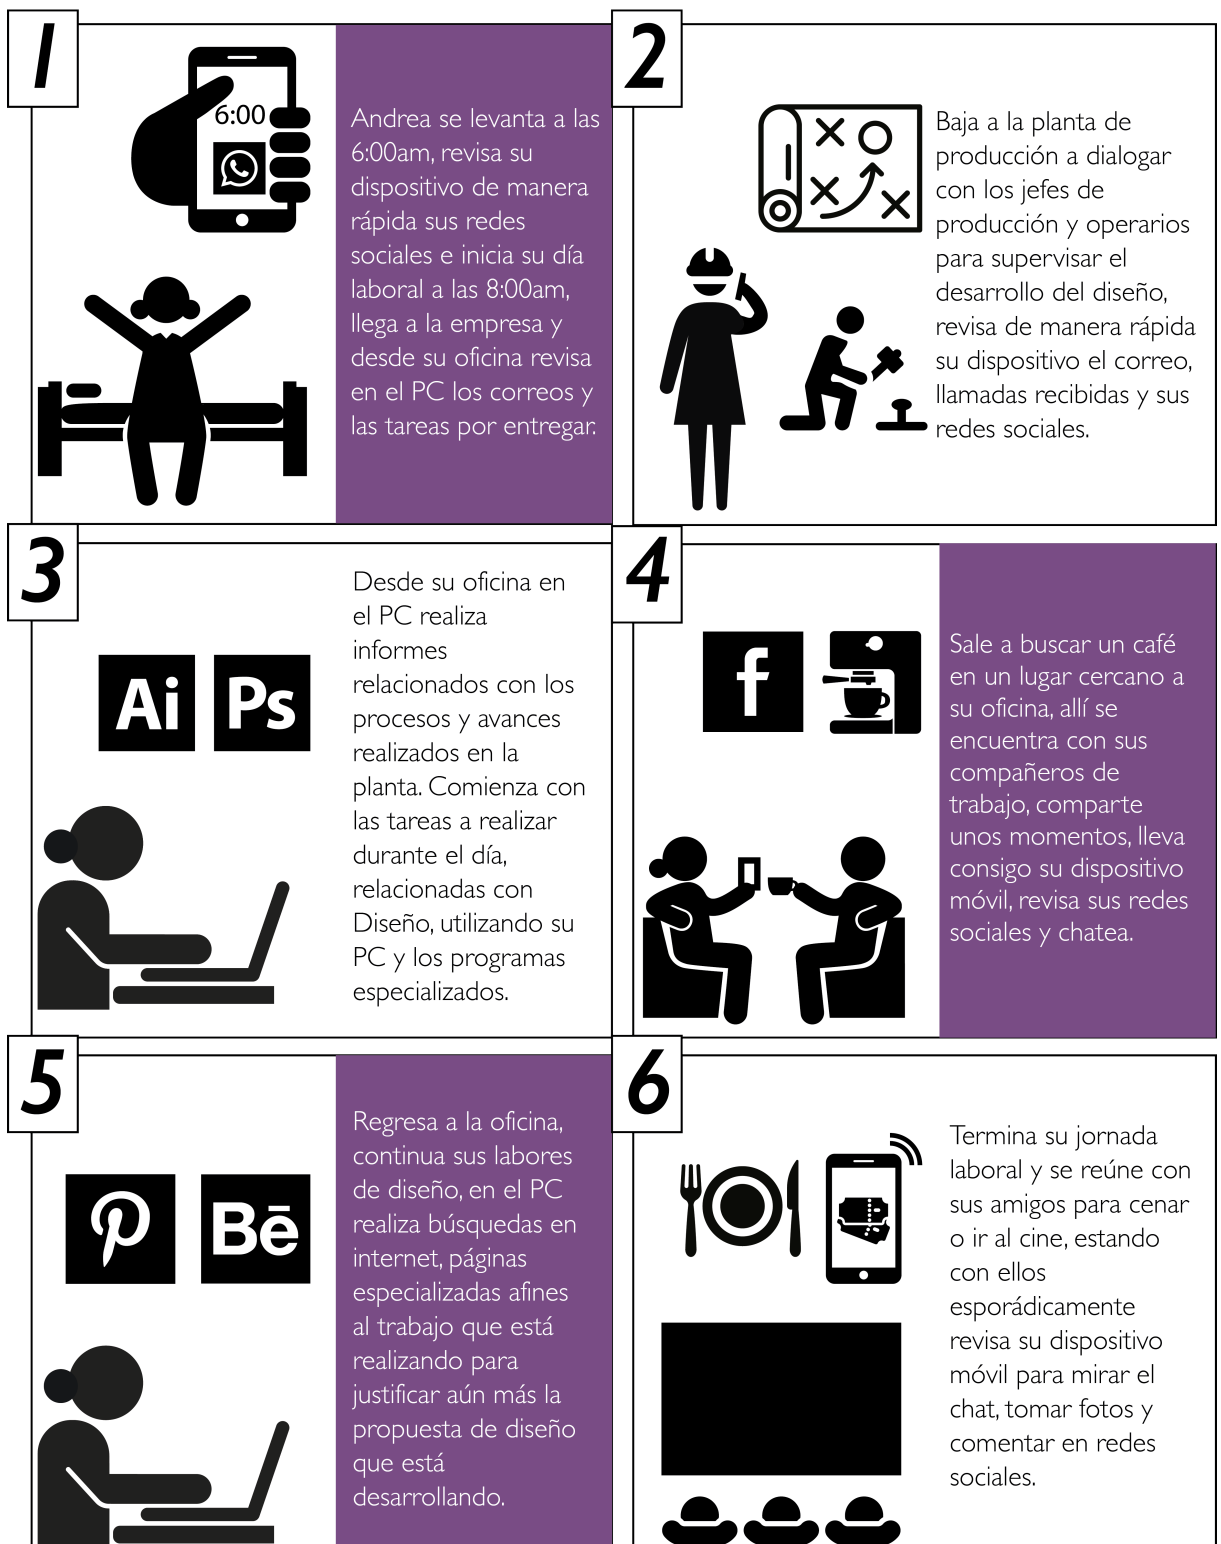 1
6:00
Andrea se levanta a las
6:00am, revisa su
dispositivo de manera
rápida sus redes
sociales e inicia su día
laboral a las 8:00am,
llega a la empresa y
desde su oficina revisa
en el PC los correos y
las tareas por entregar.
2
Baja a la planta de
producción a dialogar
con los jefes de
producción y operarios
para supervisar el
desarrollo del diseño,
revisa de manera rápida
su dispositivo el correo,
llamadas recibidas y sus
redes sociales.
3
Ai Ps
Desde su oficina en
el PC realiza
informes
relacionados con los
procesos y avances
realizados en la
planta. Comienza con
las tareas a realizar
durante el día,
relacionadas con
Diseño, utilizando su
PC y los programas
especializados.
4
f
Sale a buscar un café
en un lugar cercano a
su oficina, allí se
encuentra con sus
compañeros de
trabajo, comparte
unos momentos, lleva
consigo su dispositivo
móvil, revisa sus redes
sociales y chatea.
5
Bē
Regresa a la oficina,
continua sus labores
de diseño, en el PC
realiza búsquedas en
internet, páginas
especializadas afines
al trabajo que está
realizando para
justificar aún más la
propuesta de diseño
que está
desarrollando.
6
Termina su jornada
laboral y se reúne con
sus amigos para cenar
o ir al cine, estando
con ellos
esporádicamente
revisa su dispositivo
móvil para mirar el
chat, tomar fotos y
comentar en redes
sociales.